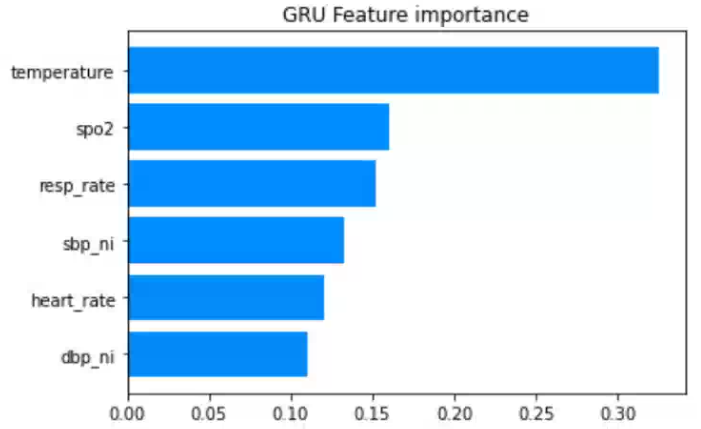 GRU Feature importance
temperature
spo2
resp_rate
sbp_ni
heart_rate
dbp_ni
0.00 0.05 0.10 0.15 0.20 0.25 0.30